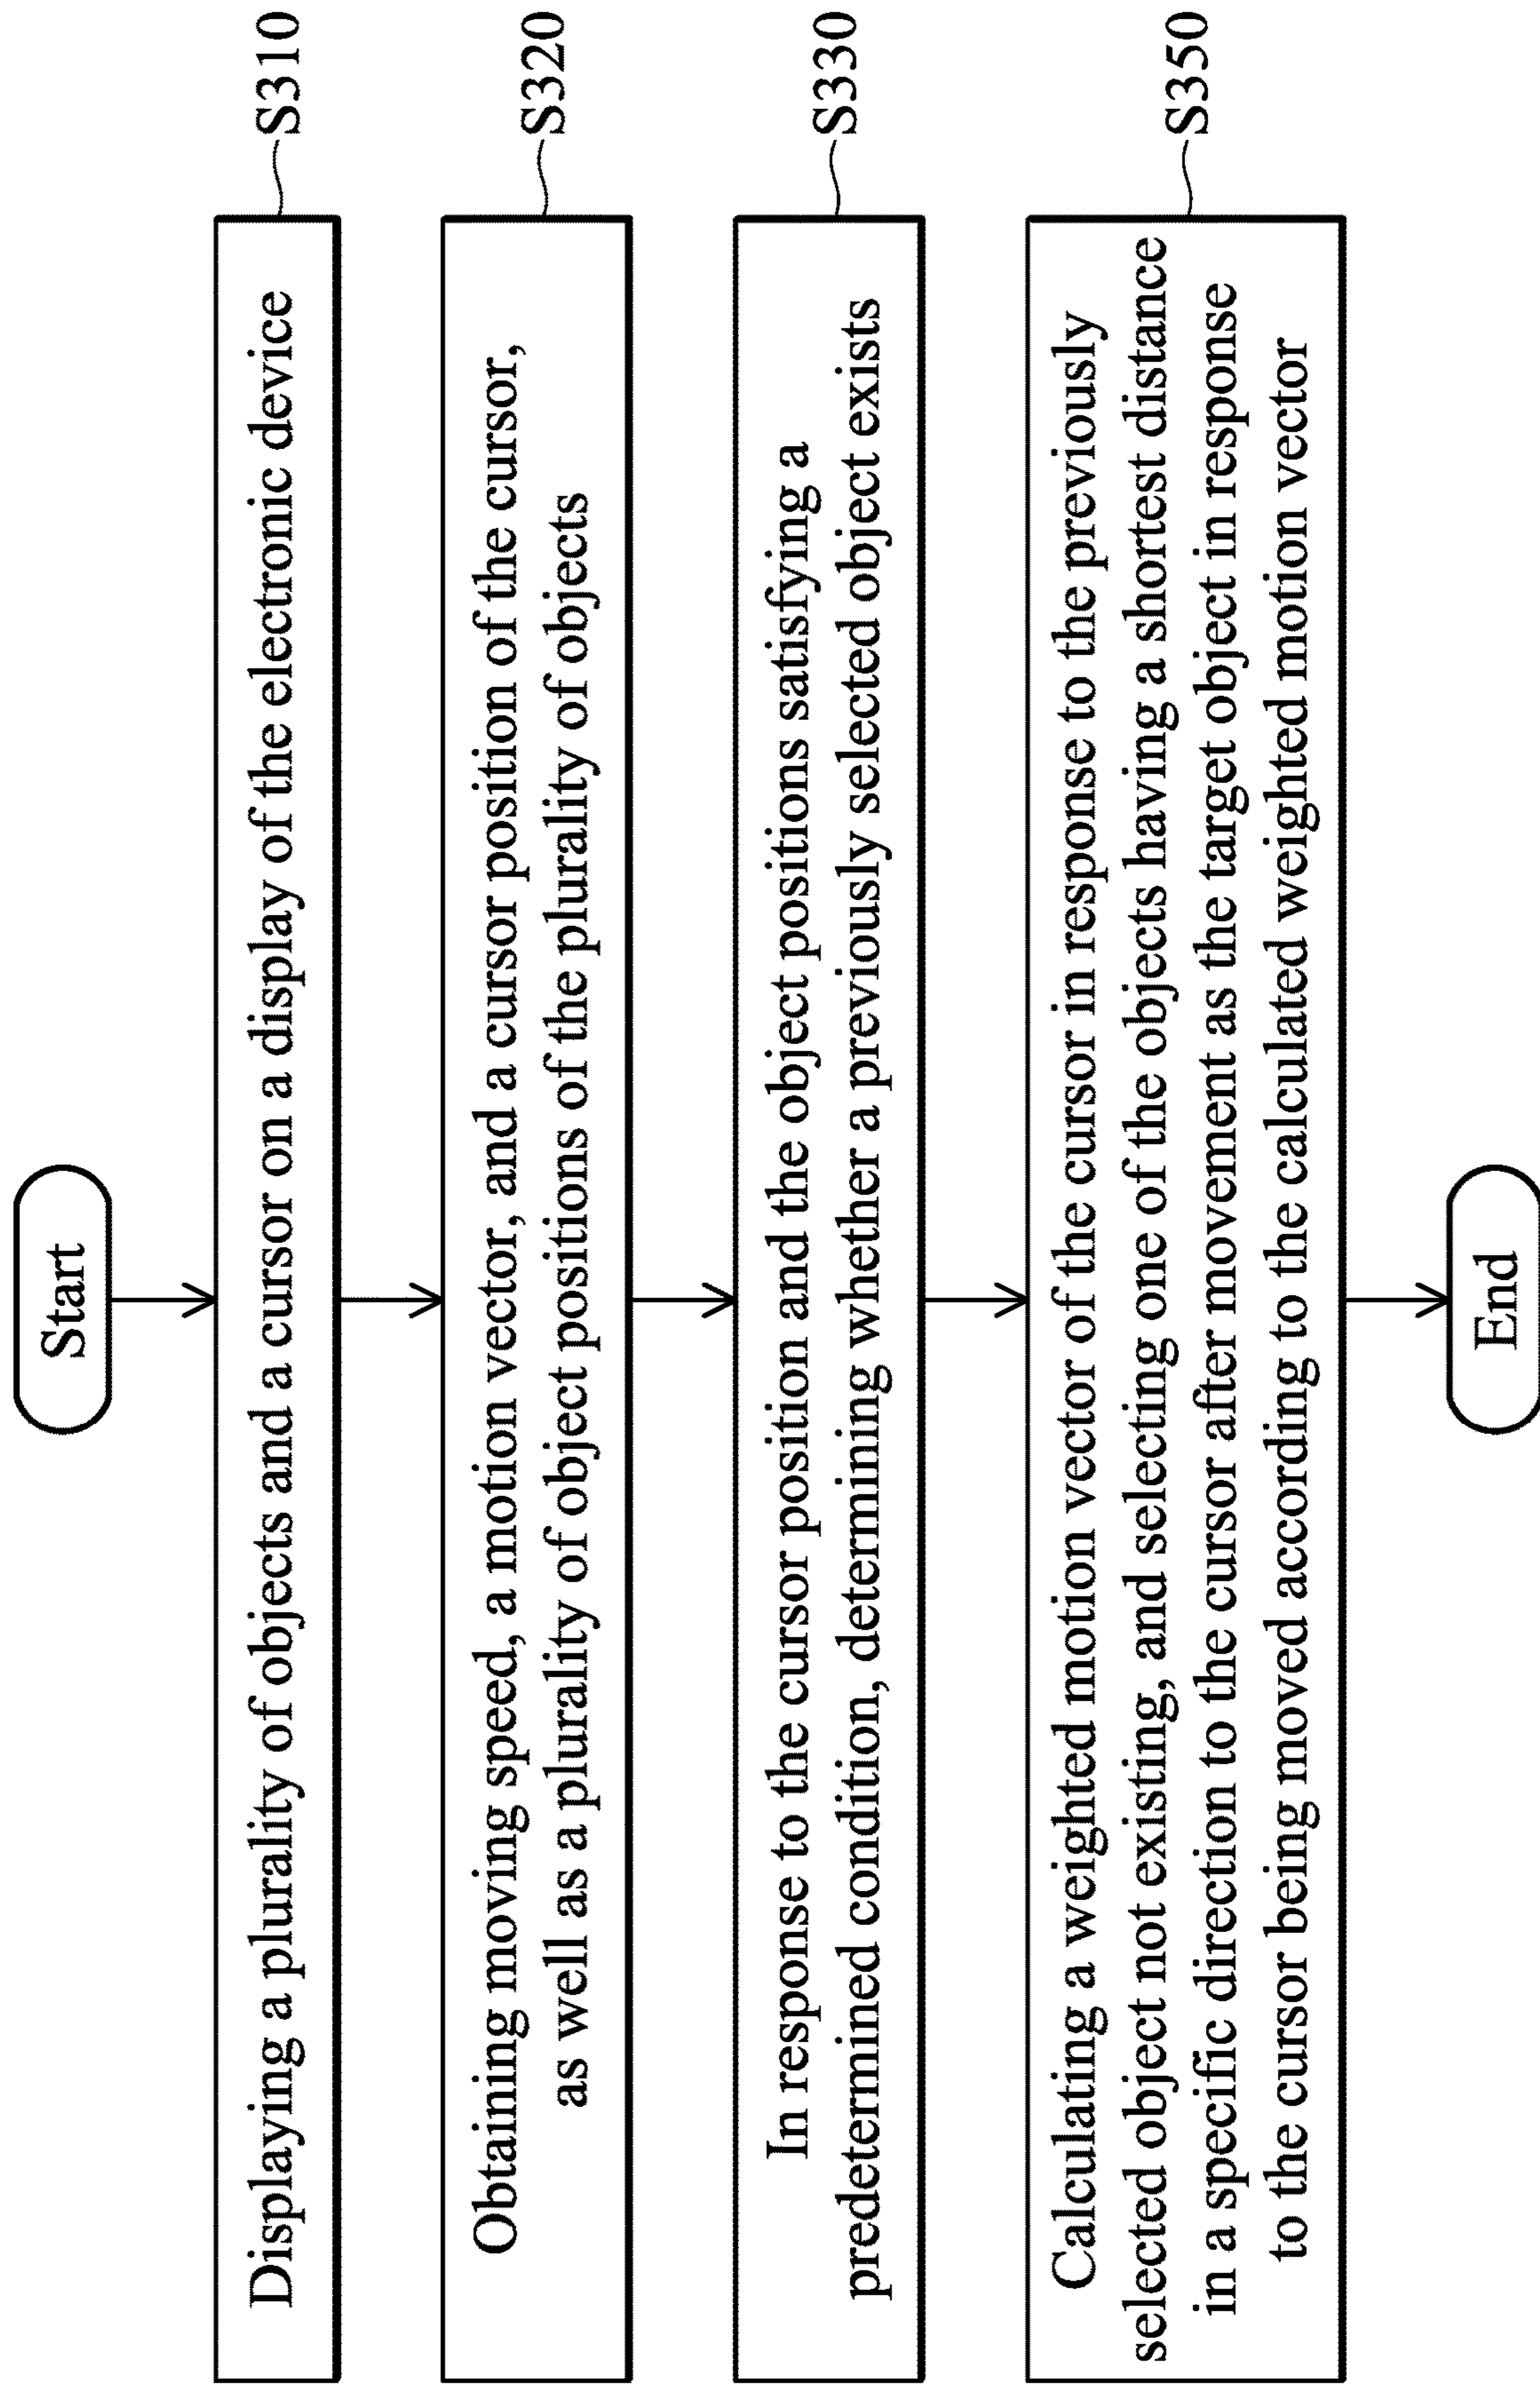 Start
Displaying a plurality of objects and a cursor on a display of the electronic device
S310
Obtaining moving speed, a motion vector, and a cursor position of the cursor,
as well as a plurality of object positions of the plurality of objects
S320
In response to the cursor position and the object positions satisfying a
predetermined condition, determining whether a previously selected object exists
S330
Calculating a weighted motion vector of the cursor in response to the previously
selected object not existing, and selecting one of the objects having a shortest distance
in a specific direction to the cursor after movement as the target object in response
to the cursor being moved according to the calculated weighted motion vector
S350
End